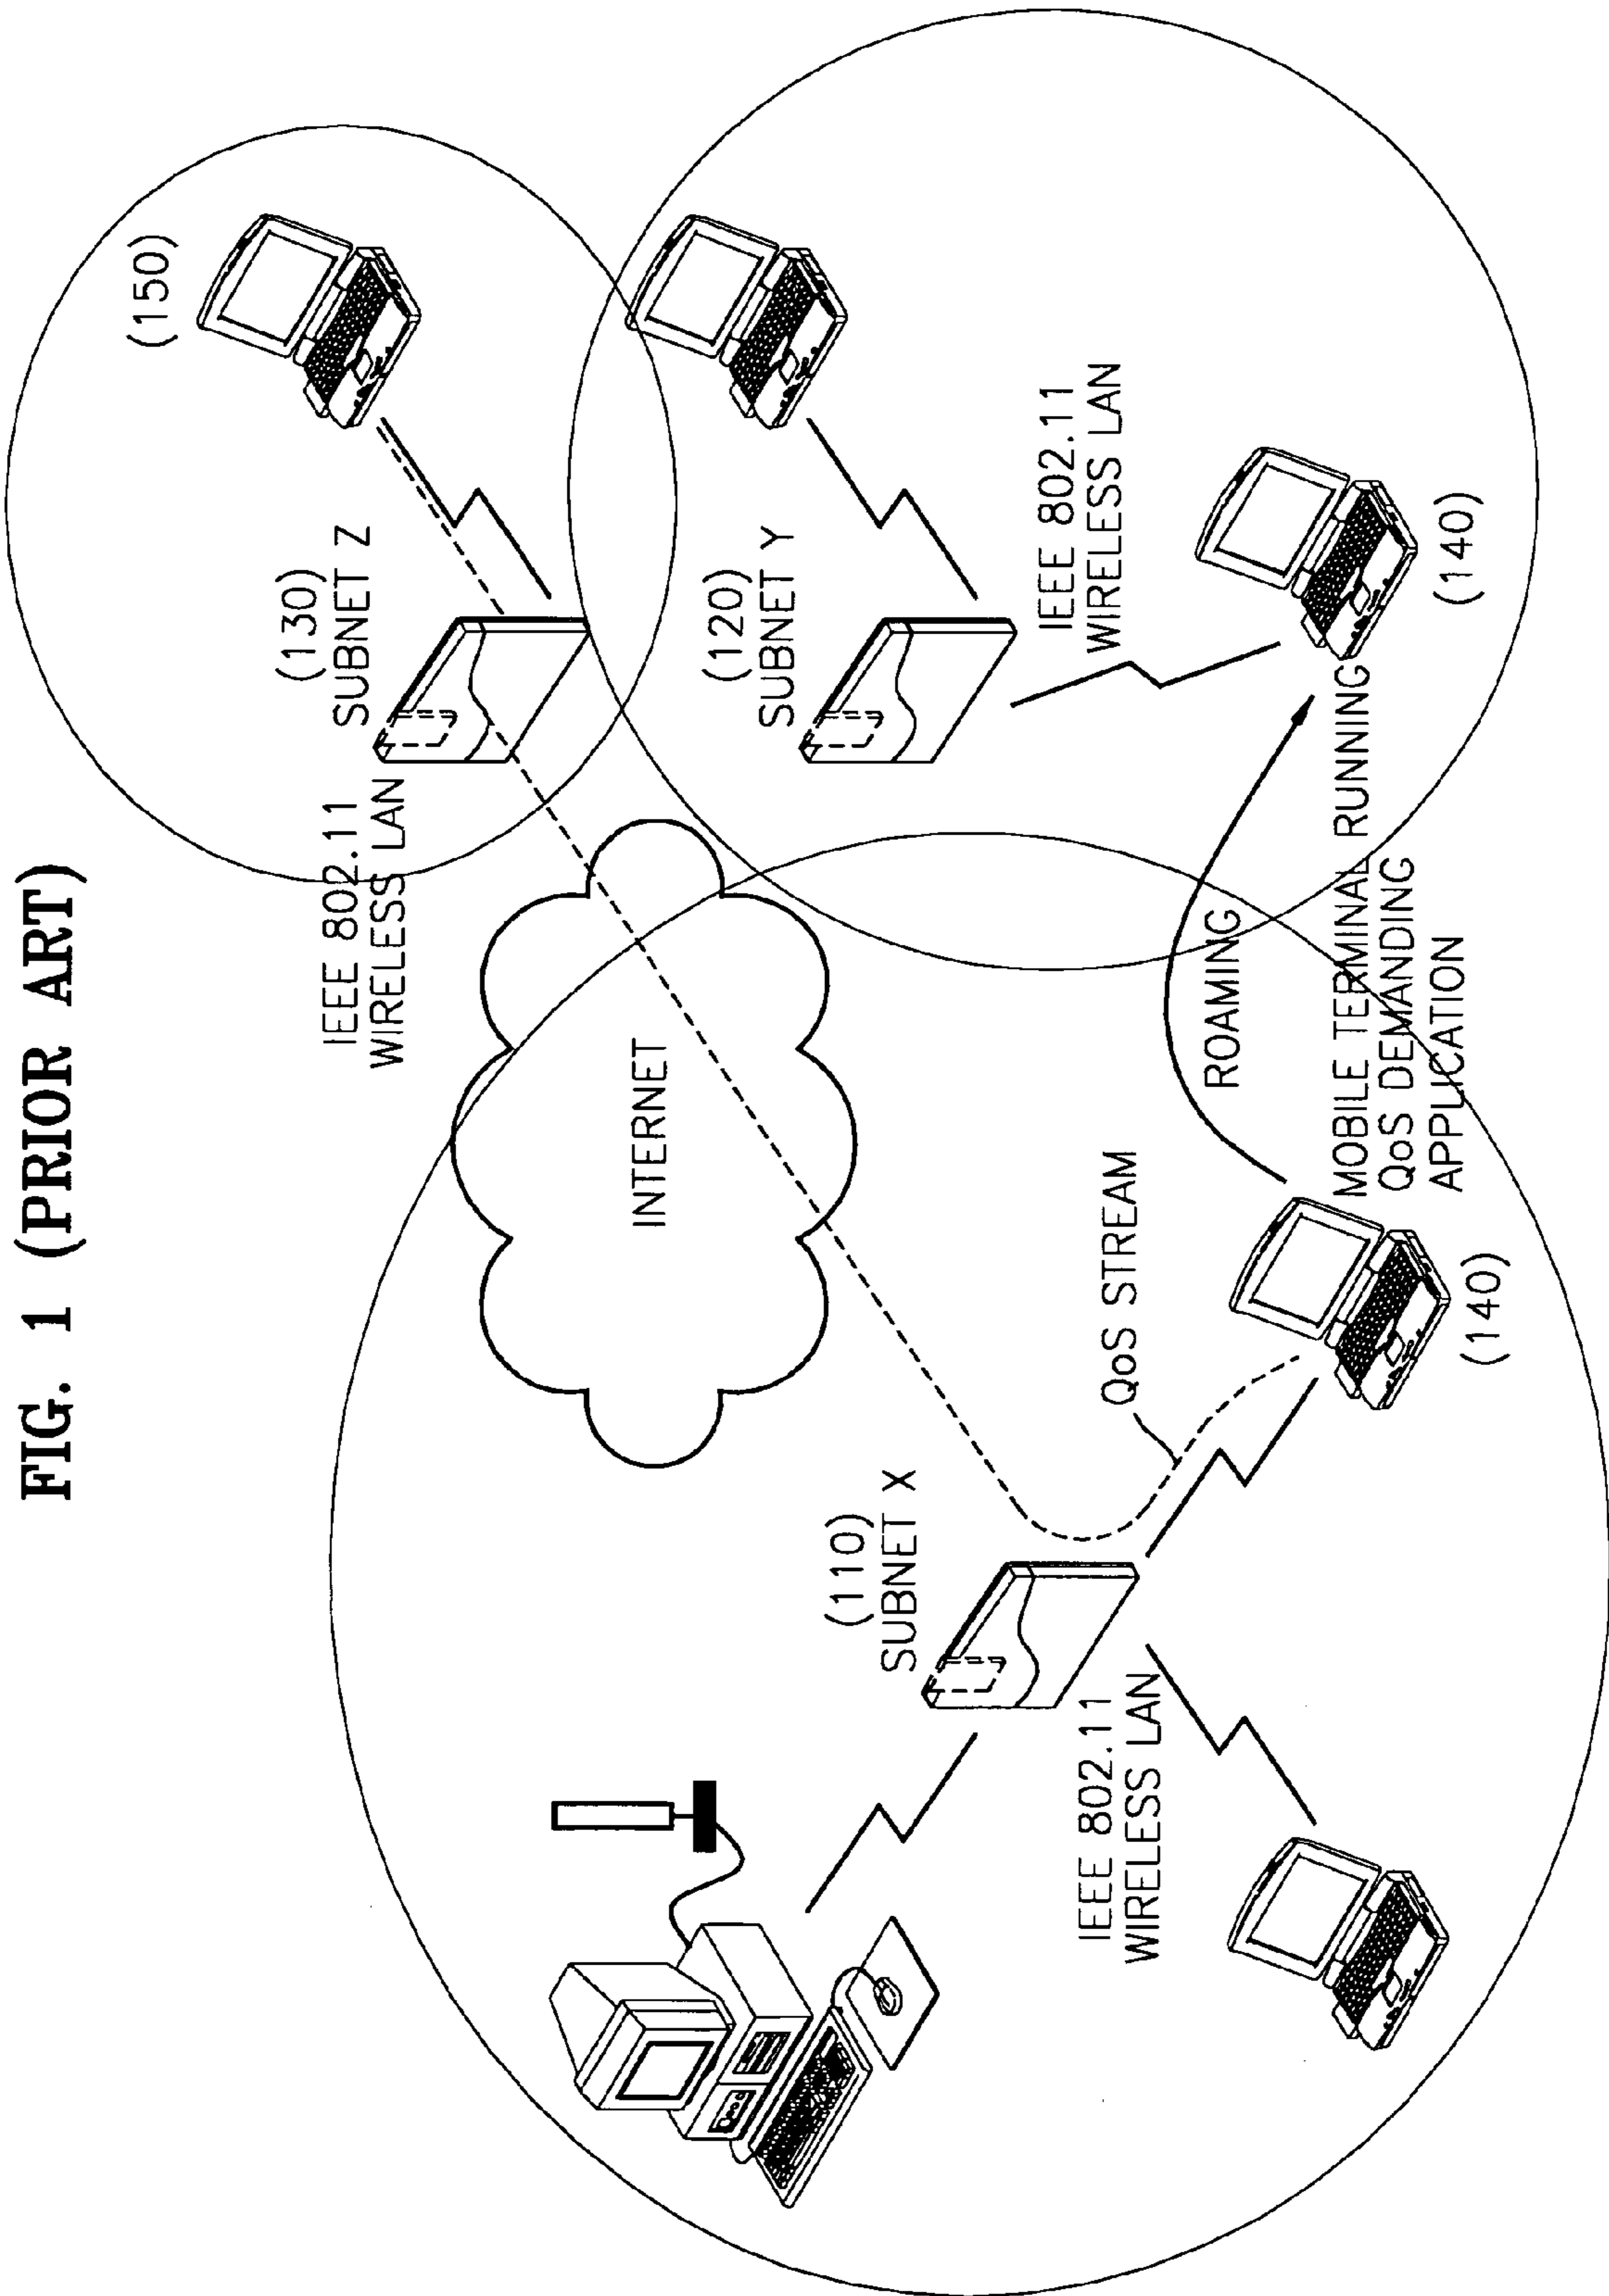 FIG. 1 (PRIOR ART)
(150)
(130)
SUBNET Z
IEEE 802.11
WIRELESS LAN
INTERNET
(120)
SUBNET Y
IEEE 802.11
WIRELESS LAN
(110)
SUBNET X
IEEE 802.11
WIRELESS LAN
QoS STREAM
ROAMING
MOBILE TERMINAL RUNNING
QoS DEMANDING
APPLICATION
(140)
(140)